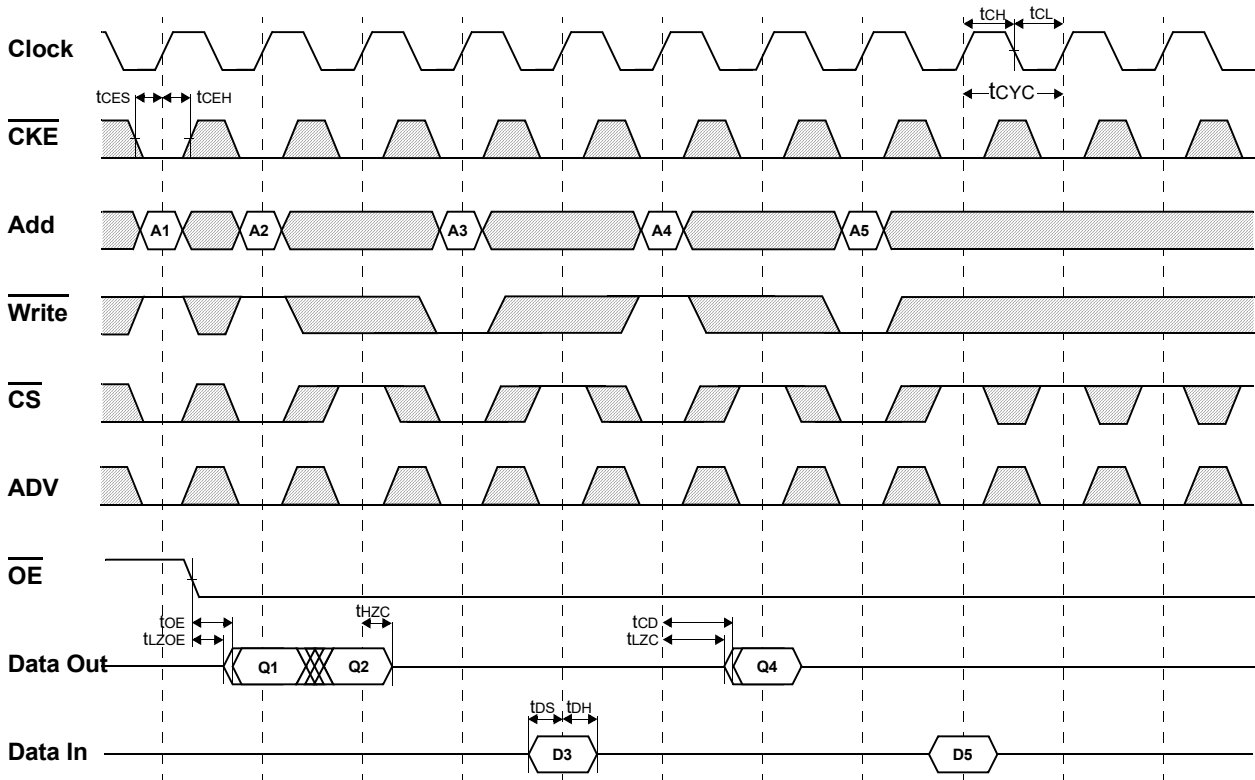 tCH tCL
Clock
tCES tCEH tCYC
CKE
Add A1 A2 A3 A4 A5
Write
CS
ADV
OE
tOE tHZC tCD
tLZOE tLZC
Data Out Q1 Q2 Q4
tDS tDH
Data In D3 D5